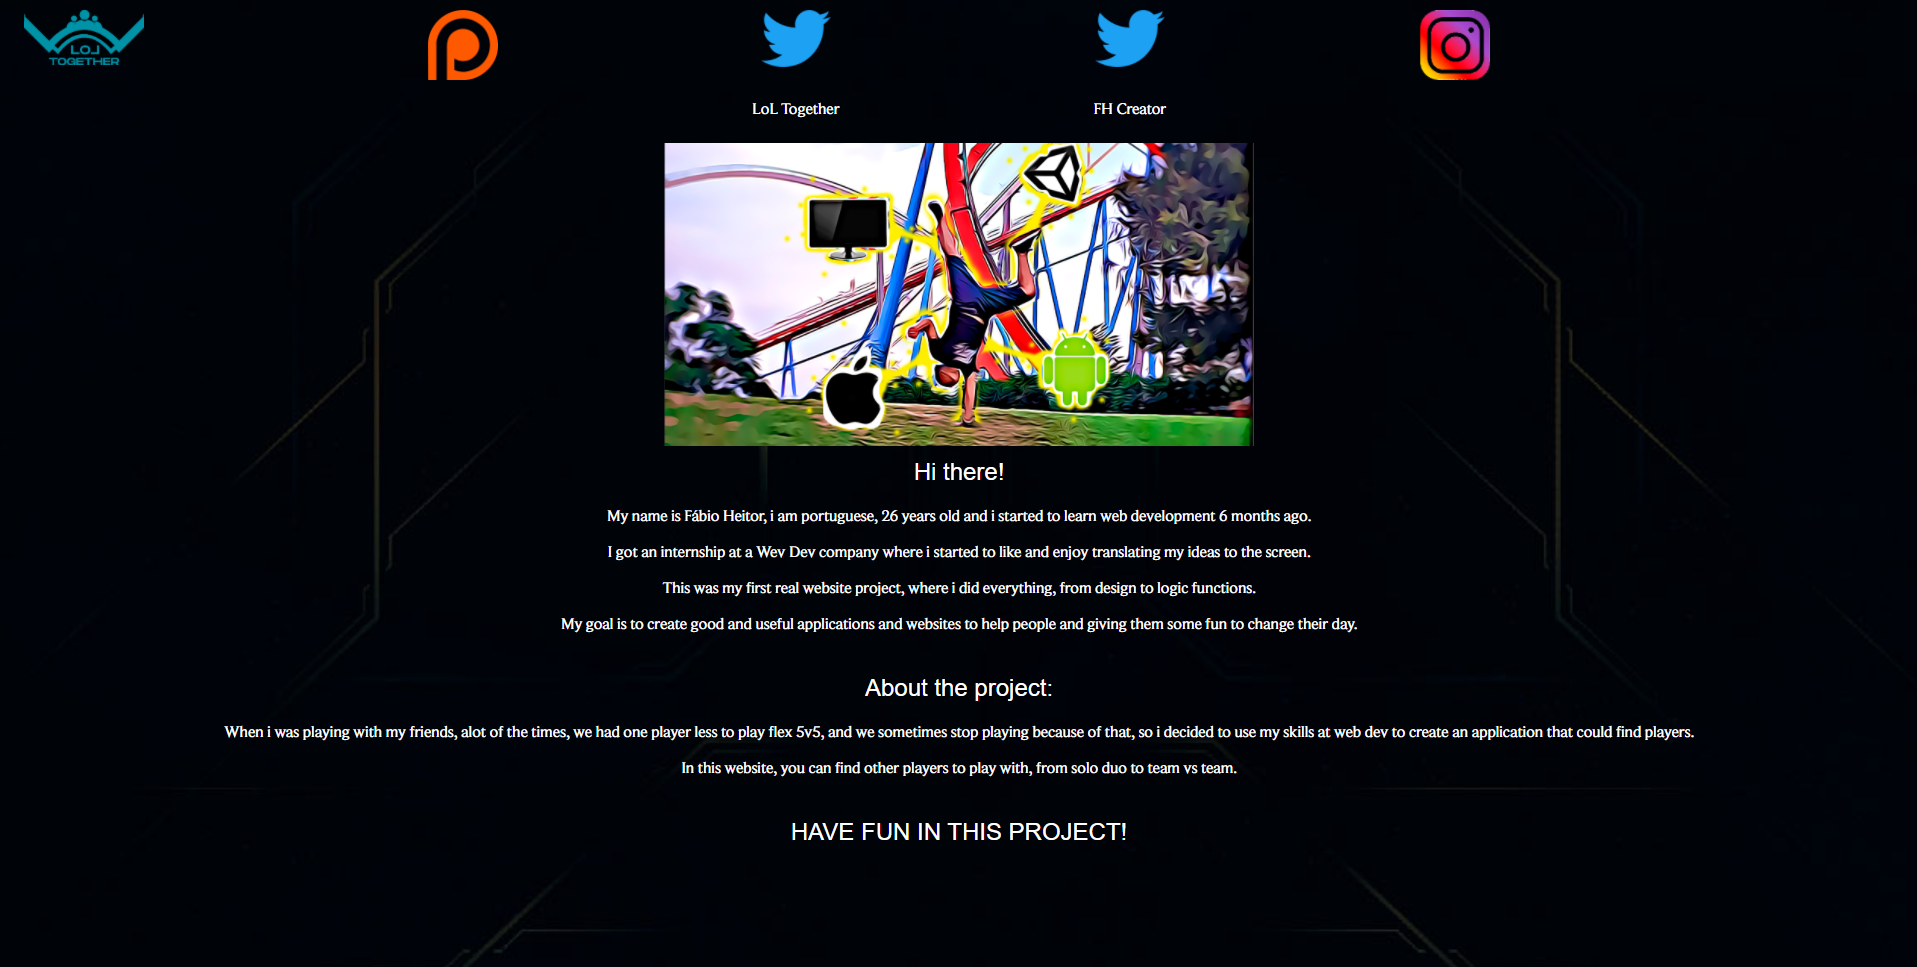 LOL
TOGETHER
LoL Together
FH Creator
Hi there!
My name is Fábio Heitor, i am portuguese, 26 years old and i started to learn web development 6 months ago.
I got an internship at a Wev Dev company where i started to like and enjoy translating my ideas to the screen.
This was my first real website project, where i did everything, from design to logic functions.
My goal is to create good and useful applications and websites to help people and giving them some fun to change their day.
About the project:
When i was playing with my friends, alot of the times, we had one player less to play flex 5v5, and we sometimes stop playing because of that, so i decided to use my skills at web dev to create an application that could find players.
In this website, you can find other players to play with, from solo duo to team vs team.
HAVE FUN IN THIS PROJECT!